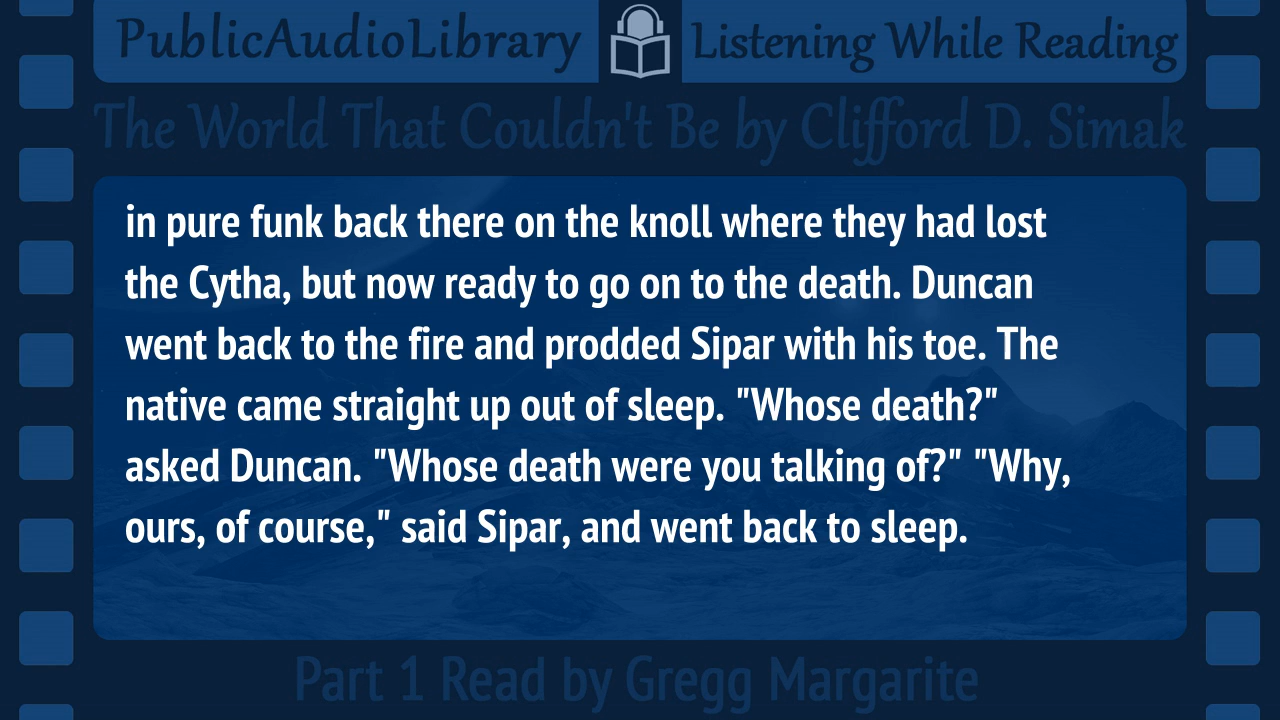 PublicAudioLibrary
Listening While Reading
The World That Couldn't Be by Clifford D. Simak
in pure funk back there on the knoll where they had lost
the Cytha, but now ready to go on to the death. Duncan
went back to the fire and prodded Sipar with his toe. The
native came straight up out of sleep. "Whose death?"
asked Duncan. "Whose death were you talking of?" "Why,
ours, of course," said Sipar, and went back to sleep.
Part 1 Read by Gregg Margarite